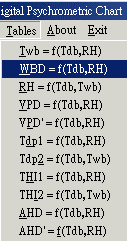 igital Psychrometric Chart
Tables About Exit
Twb = f(Tdb,RH)
WBD = f(Tdb,RH)
RH = f(Tdb,Twb)
VPD = f(Tdb,RH)
VPD' = f(Tdb,RH)
Tdp1 = f(Tdb,RH)
Tdp2 = f(Tdb,Twb)
THI1 = f(Tdb,RH)
THI2 = f(Tdb,Twb)
AHD = f(Tdb,RH)
AHD' = f(Tdb,RH)